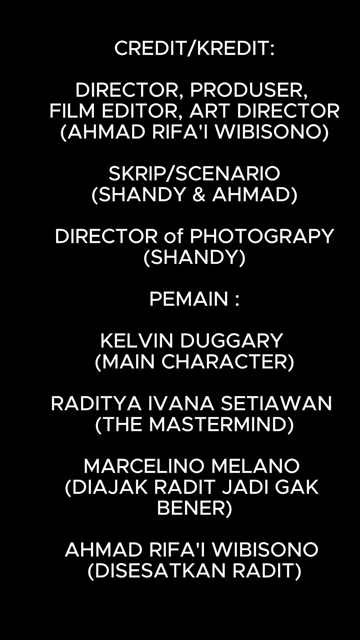 CREDIT/KREDIT:
DIRECTOR, PRODUSER,
FILM EDITOR, ART DIRECTOR
(AHMAD RIFA'I WIBISONO)
SKRIP/SCENARIO
(SHANDY & AHMAD)
DIRECTOR of PHOTOGRAPY
(SHANDY)
PEMAIN :
KELVIN DUGGARY
(MAIN CHARACTER)
RADITYA IVANA SETIAWAN
(THE MASTERMIND)
MARCELINO MELANO
(DIAJAK RADIT JADI GAK
BENER)
AHMAD RIFA'I WIBISONO
(DISESATKAN RADIT)